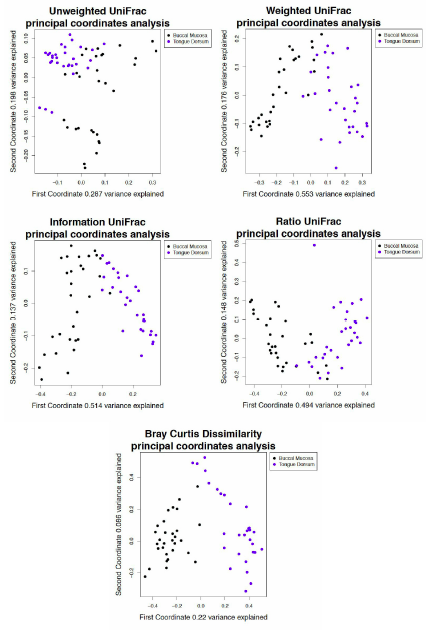 Unweighted UniFrac
principal coordinates analysis
Buccal Mucosa
Tongue Dorsum
Second Coordinate 0.198 variance explained
First Coordinate 0.287 variance explained
Weighted UniFrac
principal coordinates analysis
Buccal Mucosa
Tongue Dorsum
Second Coordinate 0.176 variance explained
First Coordinate 0.553 variance explained
Information UniFrac
principal coordinates analysis
Buccal Mucosa
Tongue Dorsum
Second Coordinate 0.137 variance explained
First Coordinate 0.514 variance explained
Ratio UniFrac
principal coordinates analysis
Buccal Mucosa
Tongue Dorsum
Second Coordinate 0.148 variance explained
First Coordinate 0.494 variance explained
Bray Curtis Dissimilarity
principal coordinates analysis
Buccal Mucosa
Tongue Dorsum
Second Coordinate 0.086 variance explained
First Coordinate 0.22 variance explained